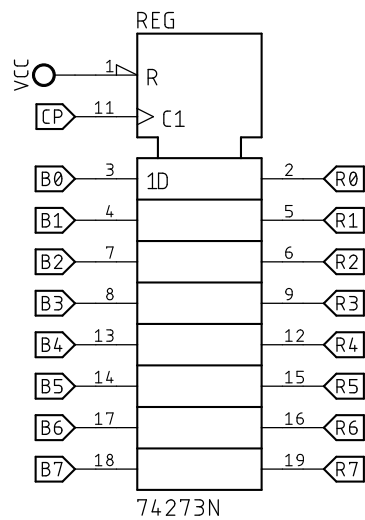 REG
VCC 1 R
CP 11 C1
B0 3 1D 2 R0
B1 4 5 R1
B2 7 6 R2
B3 8 9 R3
B4 13 12 R4
B5 14 15 R5
B6 17 16 R6
B7 18 19 R7
74273N